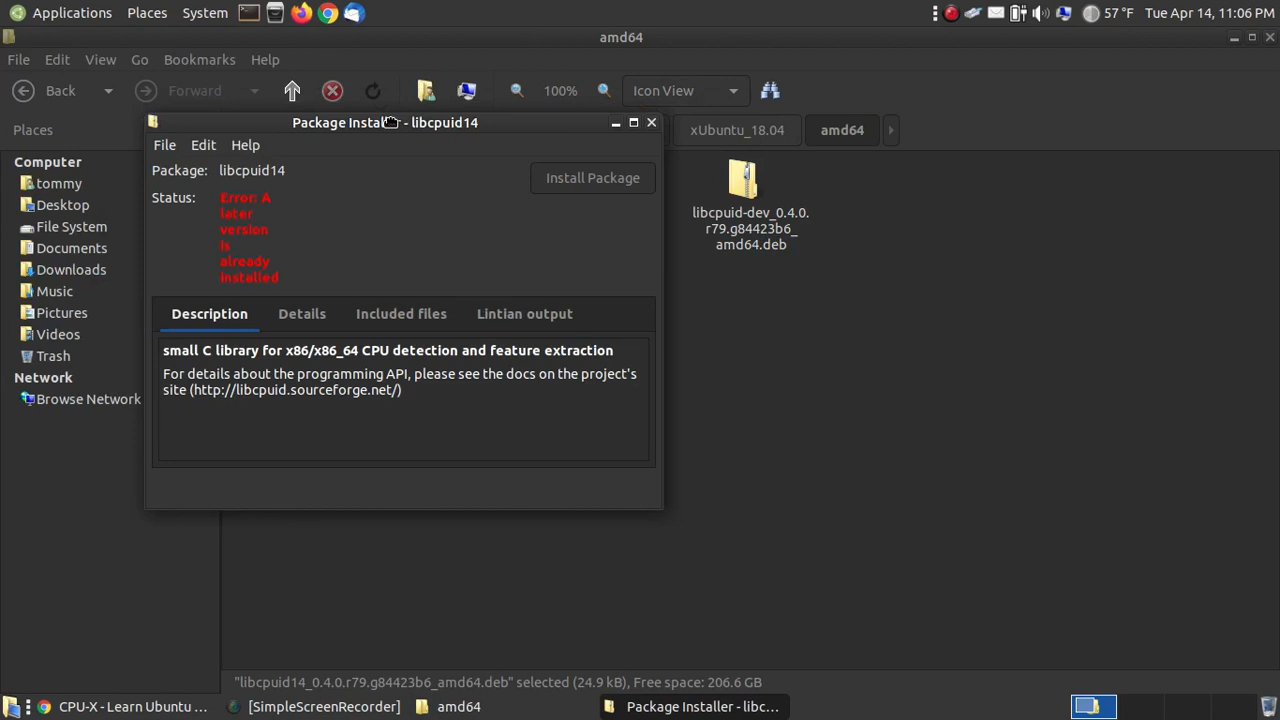 Applications Places System 57 °F Tue Apr 14, 11:06 PM
amd64
File Edit View Go Bookmarks Help
Back Forward 100% Icon View
Places
xUbuntu_18.04 amd64
Computer
tommy
Desktop
File System
Documents
Downloads
Music
Pictures
Videos
Trash
Network
Browse Network
Package Installer - libcpuid14
File Edit Help
Package: libcpuid14
Install Package
Status: Error: A
later
version
is
already
installed
Description Details Included files Lintian output
small C library for x86/x86_64 CPU detection and feature extraction
For details about the programming API, please see the docs on the project's
site (http://libcpuid.sourceforge.net/)
libcpuid-dev_0.4.0.
r79.g84423b6_
amd64.deb
"libcpuid14_0.4.0.r79.g84423b6_amd64.deb" selected (24.9 kB), Free space: 206.6 GB
CPU-X - Learn Ubuntu ... [SimpleScreenRecorder] amd64 Package Installer - libc...